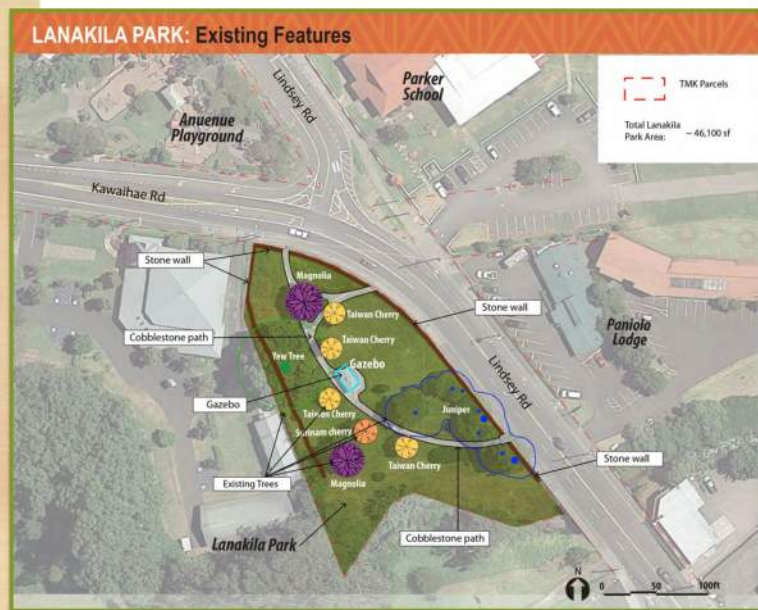 LANAKILA PARK: Existing Features
Parker
School
TMK Parcels
Total Lanakila
Park Area:
~ 46,100 sf
Lindsey Rd
Anuenue
Playground
Kawaihae Rd
Stone wall
Magnolia
Taiwan Cherry
Stone wall
Cobblestone path
Taiwan Cherry
Paniolo
Lodge
Yew Tree
Gazebo
Lindsey Rd
Gazebo
Taiwan Cherry
Juniper
Surinam cherry
Taiwan Cherry
Stone wall
Existing Trees
Magnolia
Cobblestone path
Lanakila Park
N
0 50 100ft